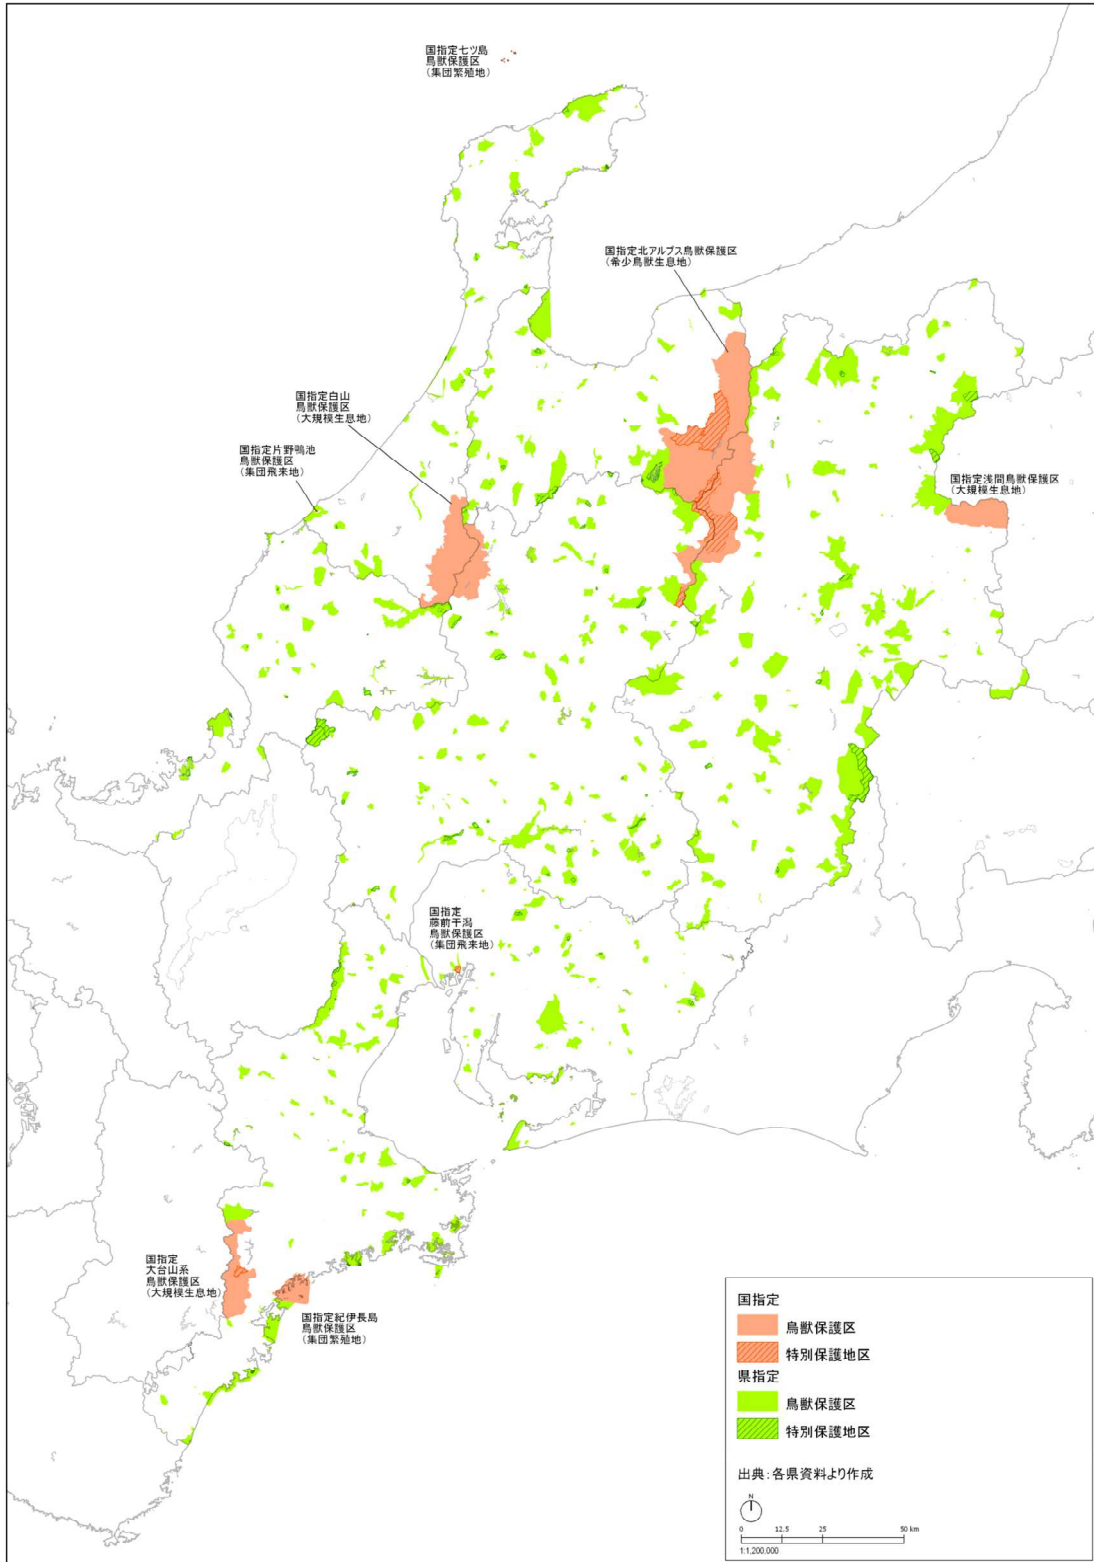 国指定七ツ島
鳥獣保護区
(集団繁殖地)
国指定北アルプス鳥獣保護区
(希少鳥獣生息地)
国指定白山
鳥獣保護区
(大規模生息地)
国指定片野鴨池
鳥獣保護区
(集団飛来地)
国指定浅間鳥獣保護区
(大規模生息地)
国指定
藤前干潟
鳥獣保護区
(集団飛来地)
国指定
大台山系
鳥獣保護区
(大規模生息地)
国指定紀伊長島
鳥獣保護区
(集団繁殖地)
国指定
鳥獣保護区
特別保護地区
県指定
鳥獣保護区
特別保護地区
出典:各県資料より作成
N
0 12.5 25 50 km
1:1,200,000